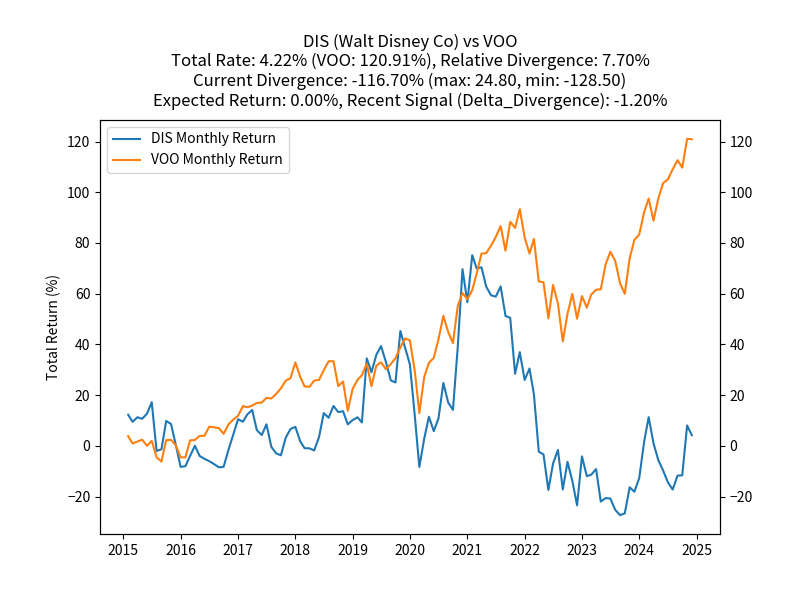 DIS (Walt Disney Co) vs VOO
Total Rate: 4.22% (VOO: 120.91%), Relative Divergence: 7.70%
Current Divergence: -116.70% (max: 24.80, min: -128.50)
Expected Return: 0.00%, Recent Signal (Delta_Divergence): -1.20%
DIS Monthly Return
VOO Monthly Return
Total Return (%)
120
100
80
60
40
20
0
−20
120
100
80
60
40
20
0
−20
2015 2016 2017 2018 2019 2020 2021 2022 2023 2024 2025